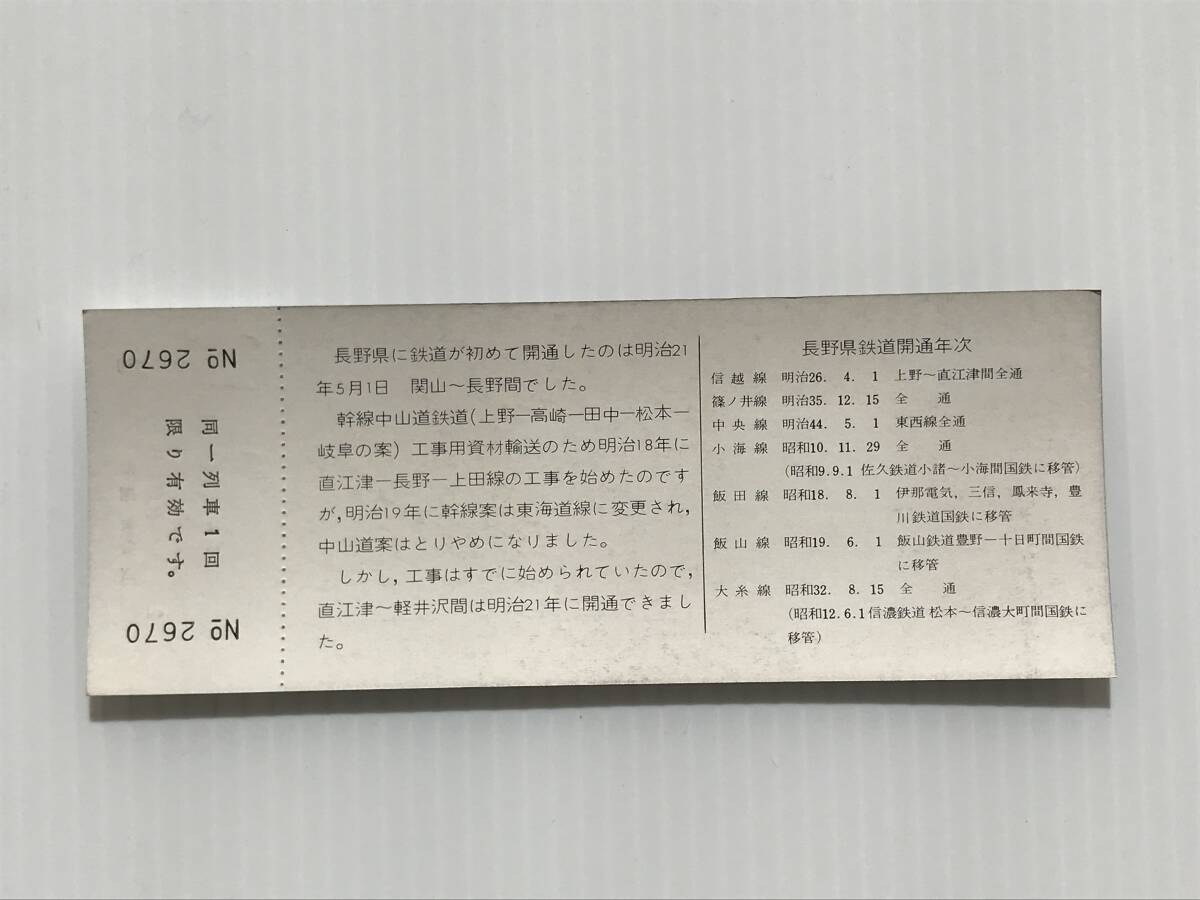 № 2670
同一列車1回
限り有効です。
№ 2670
長野県に鉄道が初めて開通したのは明治21
年5月1日　関山〜長野間でした。
幹線中山道鉄道(上野ー高崎ー田中ー松本ー
岐阜の案) 工事用資材輸送のため明治18年に
直江津ー長野ー上田線の工事を始めたのです
が,明治19年に幹線案は東海道線に変更され,
中山道案はとりやめになりました。
しかし,工事はすでに始められていたので,
直江津〜軽井沢間は明治21年に開通できまし
た。
長野県鉄道開通年次
信越線 明治26. 4. 1 上野〜直江津間全通
篠ノ井線 明治35. 12. 15 全　通
中央線 明治44. 5. 1 東西線全通
小海線 昭和10. 11. 29 全　通
(昭和9.9.1 佐久鉄道小諸〜小海間国鉄に移管)
飯田線 昭和18. 8. 1 伊那電気, 三信, 鳳来寺, 豊
川鉄道国鉄に移管
飯山線 昭和19. 6. 1 飯山鉄道豊野ー十日町間国鉄
に移管
大糸線 昭和32. 8. 15 全　通
(昭和12.6.1 信濃鉄道 松本〜信濃大町間国鉄に
移管)